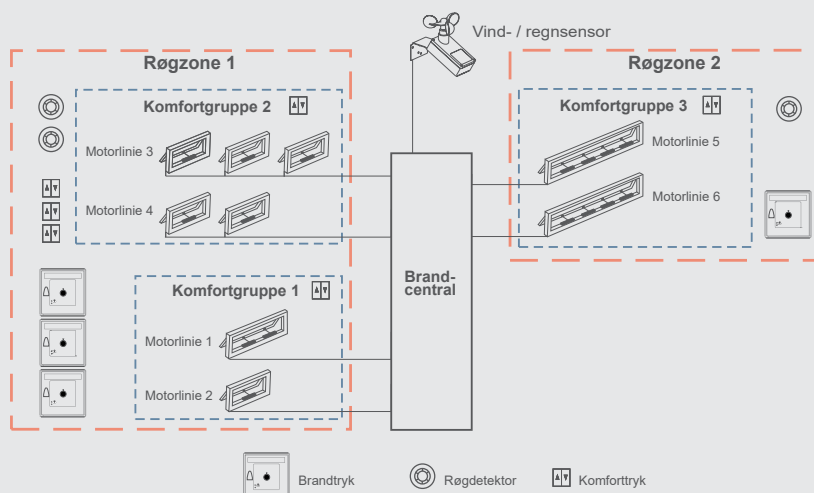 Vind- / regnsensor
Røgzone 1
Røgzone 2
Komfortgruppe 2
Motorlinie 3
Motorlinie 4
Komfortgruppe 1
Motorlinie 1
Motorlinie 2
Brand-
central
Komfortgruppe 3
Motorlinie 5
Motorlinie 6
Brandtryk
Røgdetektor
Komforttryk